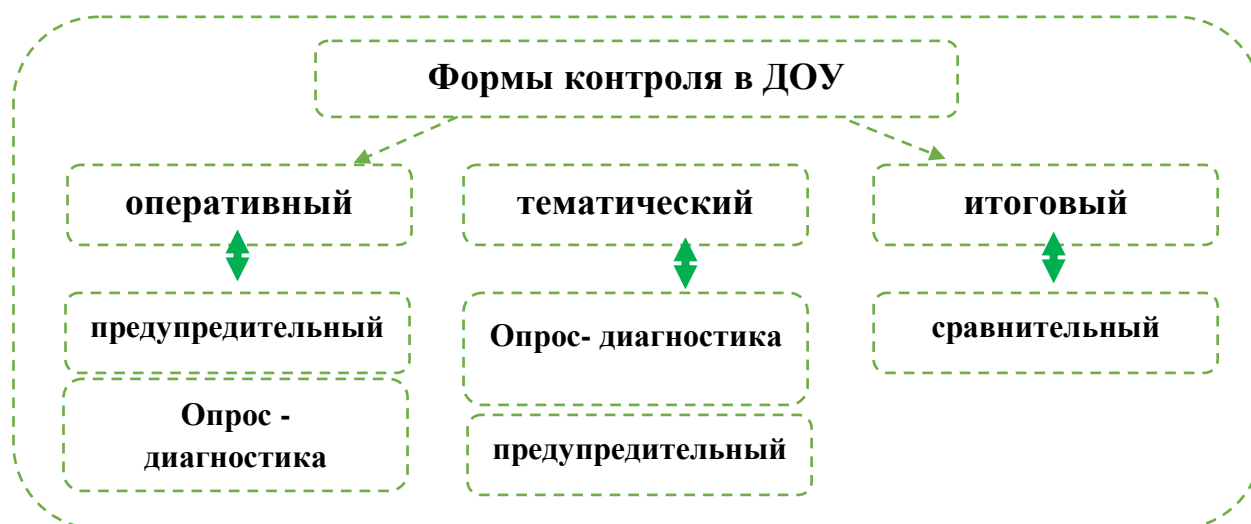 Формы контроля в ДОУ
оперативный
тематический
итоговый
предупредительный
Опрос- диагностика
сравнительный
Опрос -
диагностика
предупредительный